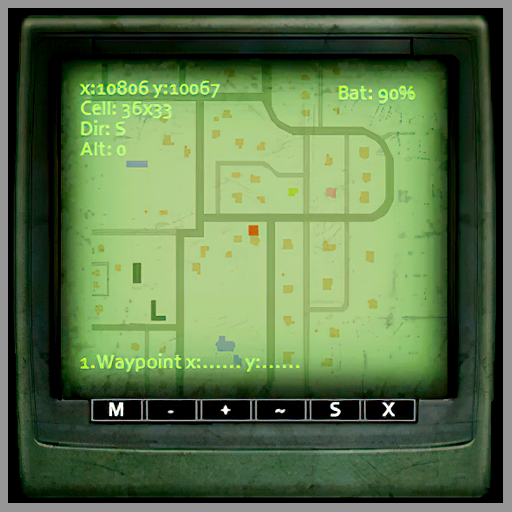 x:10806 y:10067
Bat: 90%
Cell: 36x33
Dir: S
Alt: 0
1.Waypoint x:...... y:......
M - + ~ S X